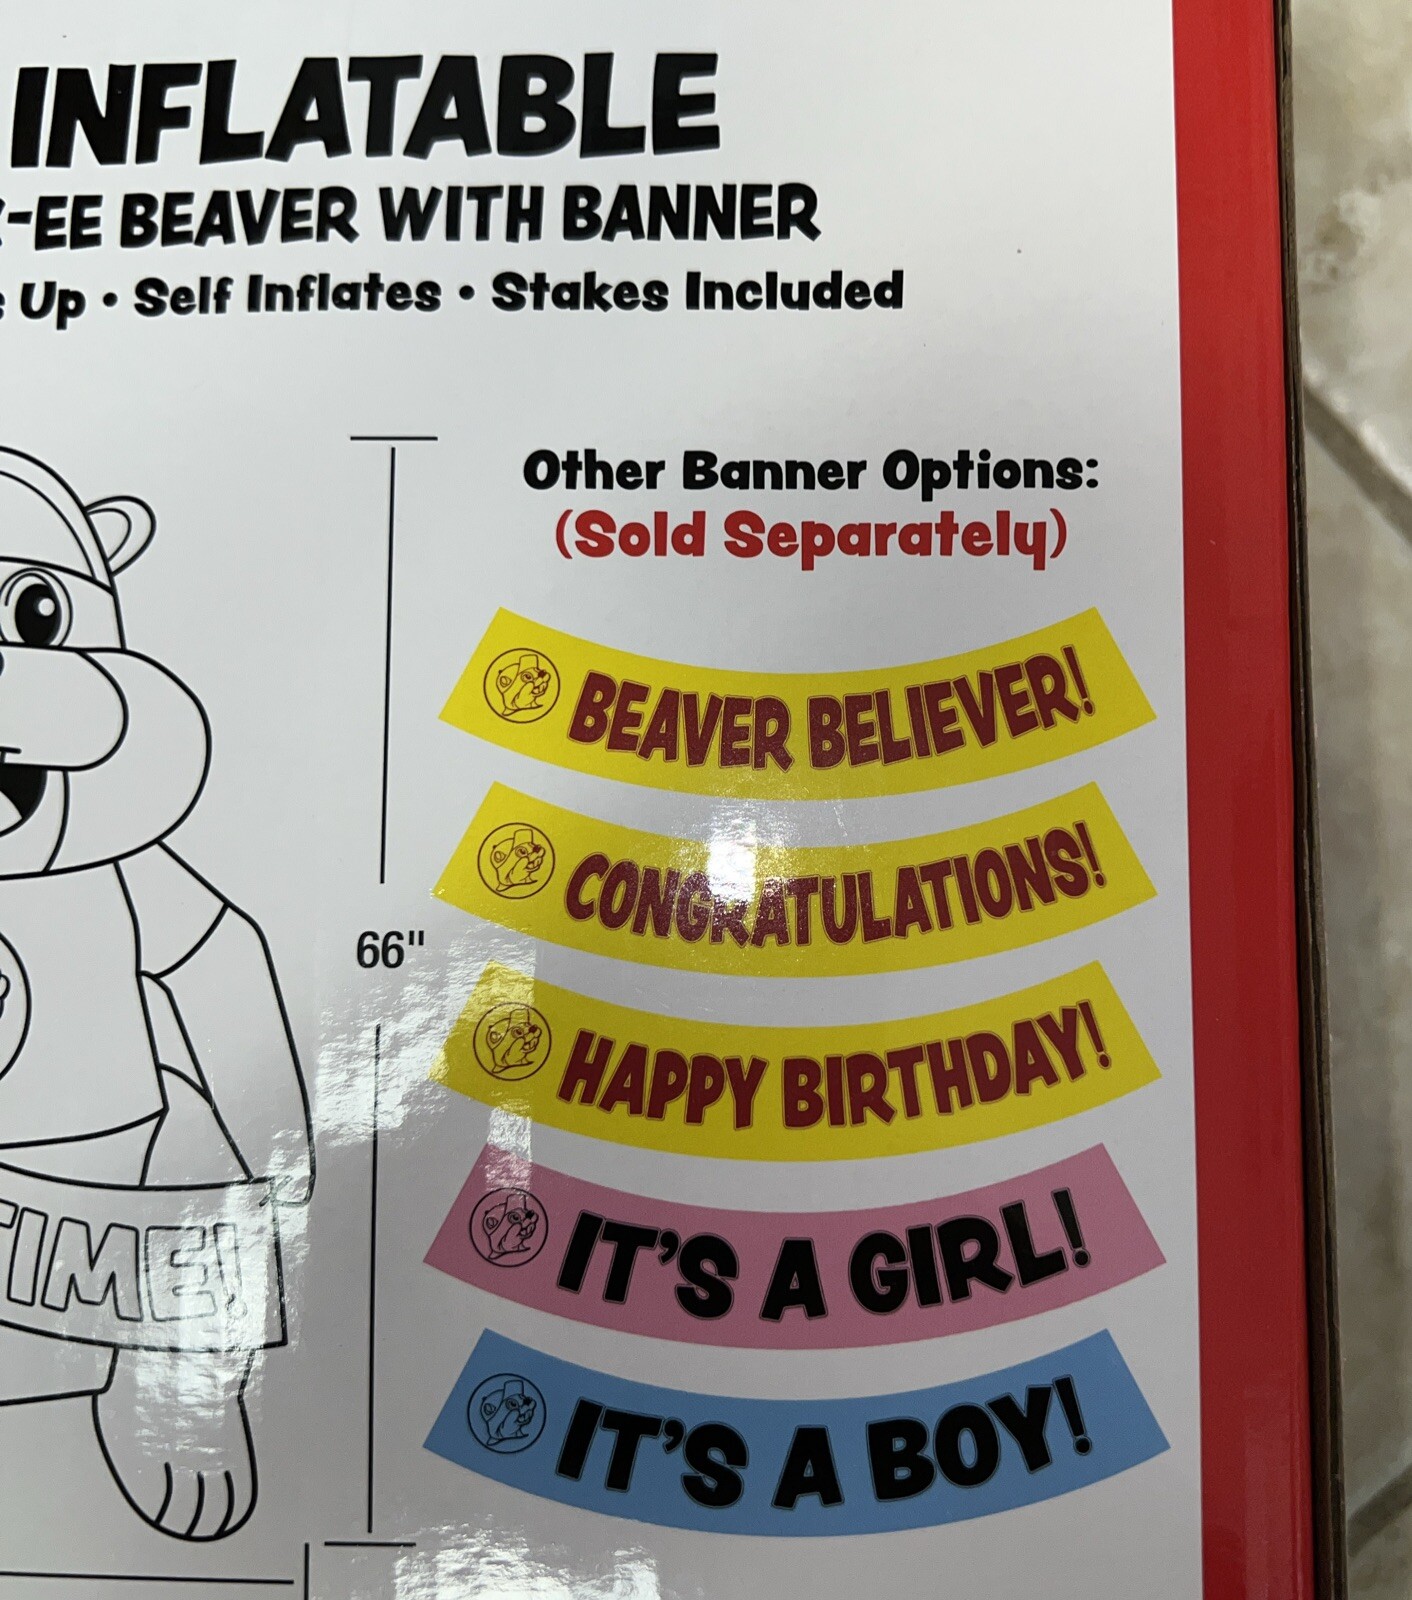 INFLATABLE
-EE BEAVER WITH BANNER
Up • Self Inflates • Stakes Included
Other Banner Options:
(Sold Separately)
BEAVER BELIEVER!
CONGRATULATIONS!
66"
HAPPY BIRTHDAY!
IT'S A GIRL!
TIME!
IT'S A BOY!